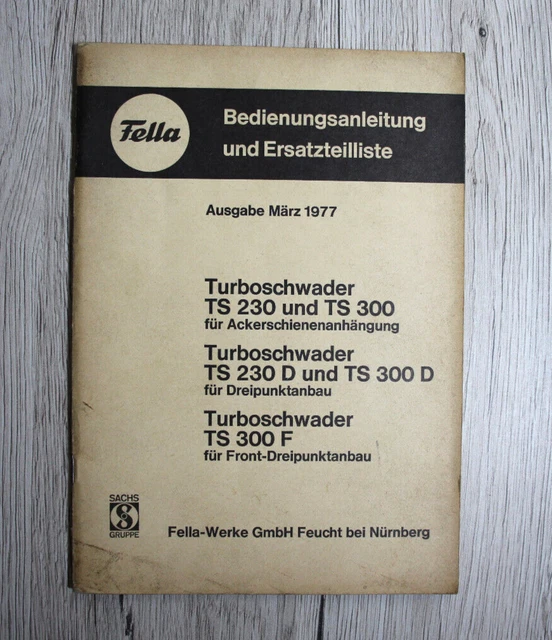 Fella
Bedienungsanleitung
und Ersatzteilliste
Ausgabe März 1977
Turboschwader
TS 230 und TS 300
für Ackerschienenanhängung
Turboschwader
TS 230 D und TS 300 D
für Dreipunktanbau
Turboschwader
TS 300 F
für Front-Dreipunktanbau
SACHS
GRUPPE
Fella-Werke GmbH Feucht bei Nürnberg